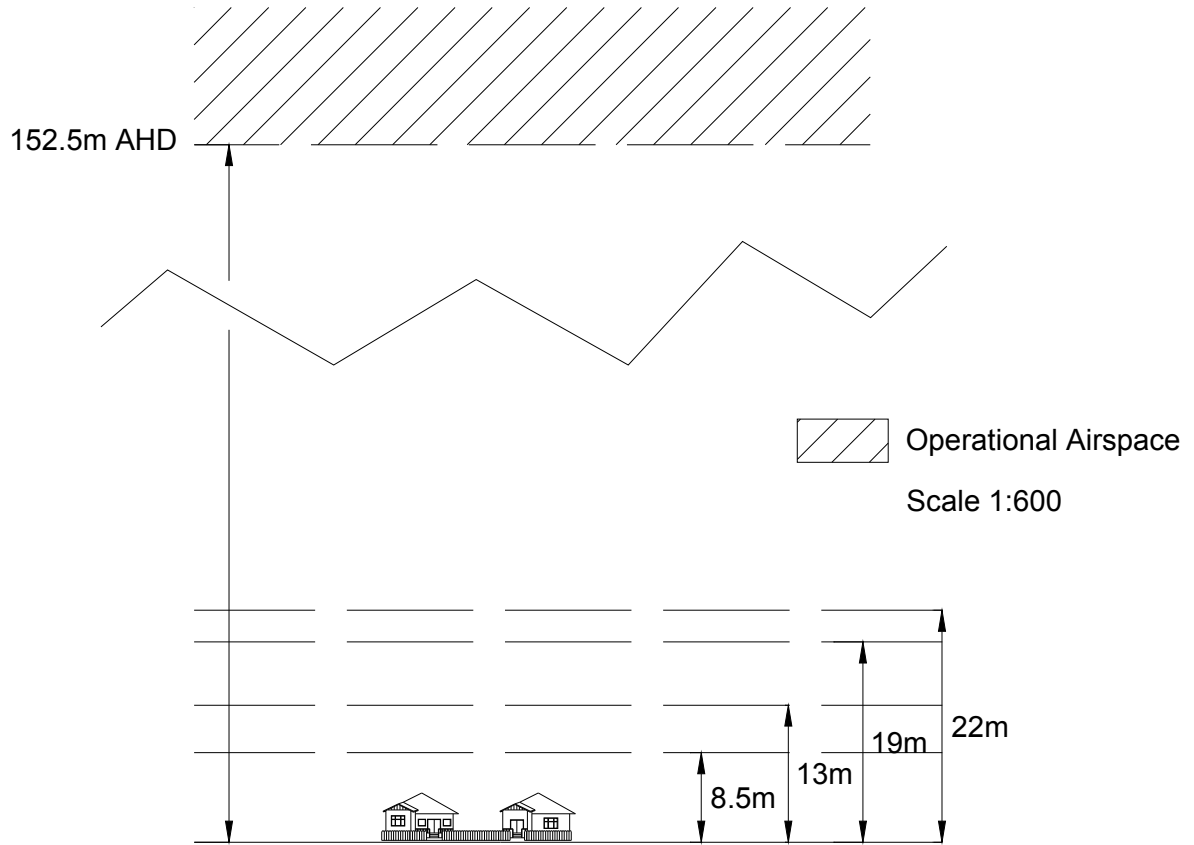 152.5m AHD
Operational Airspace
Scale 1:600
22m
19m
13m
8.5m